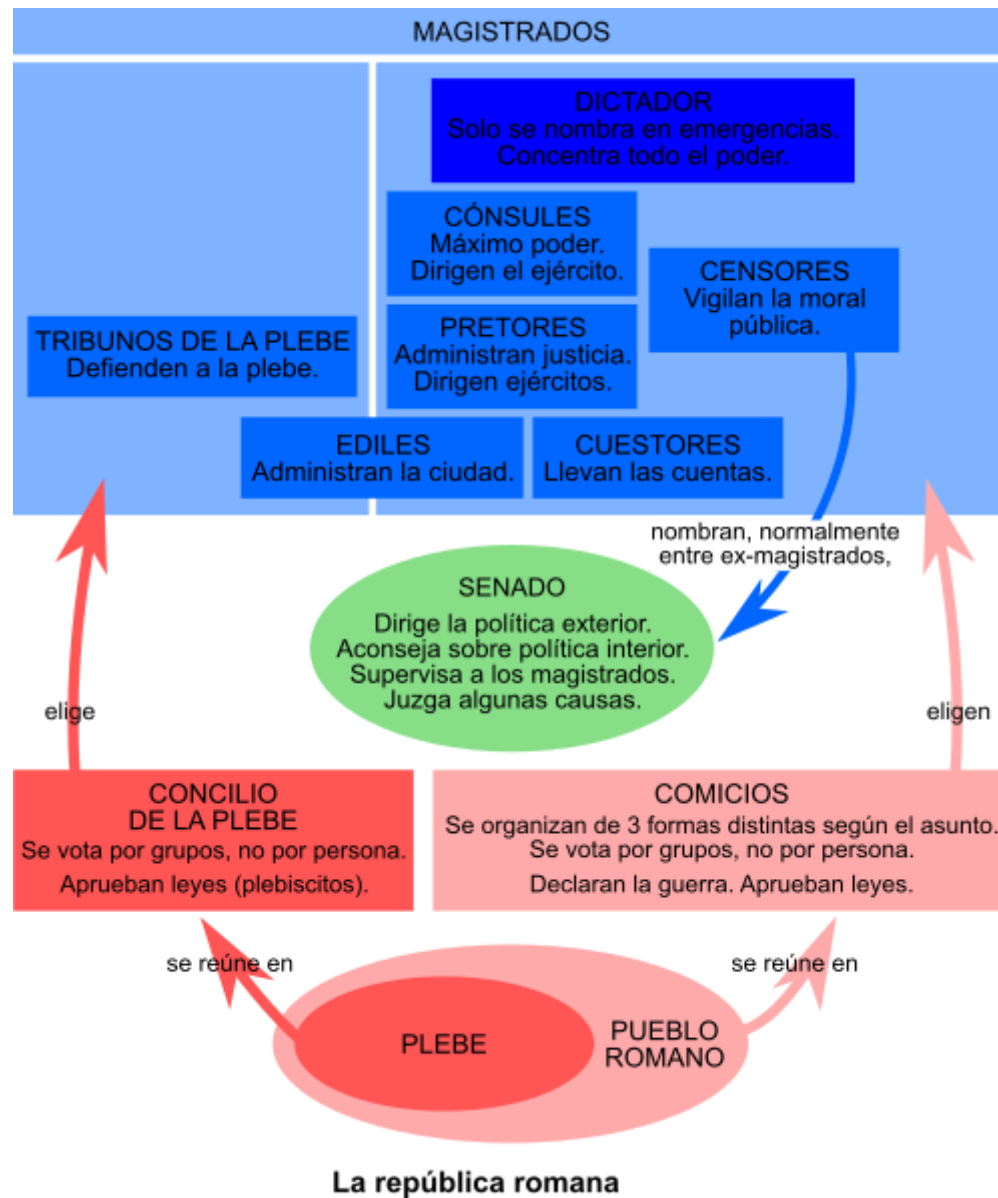 MAGISTRADOS
DICTADOR
Solo se nombra en emergencias.
Concentra todo el poder.
CÓNSULES
Máximo poder.
Dirigen el ejército.
CENSORES
Vigilan la moral
pública.
TRIBUNOS DE LA PLEBE
Defienden a la plebe.
PRETORES
Administran justicia.
Dirigen ejércitos.
EDILES
Administran la ciudad.
CUESTORES
Llevan las cuentas.
nombran, normalmente
entre ex-magistrados,
SENADO
Dirige la política exterior.
Aconseja sobre política interior.
Supervisa a los magistrados.
Juzga algunas causas.
elige
eligen
CONCILIO
DE LA PLEBE
Se vota por grupos, no por persona.
Aprueban leyes (plebiscitos).
COMICIOS
Se organizan de 3 formas distintas según el asunto.
Se vota por grupos, no por persona.
Declaran la guerra. Aprueban leyes.
se reúne en
se reúne en
PLEBE
PUEBLO
ROMANO
La república romana